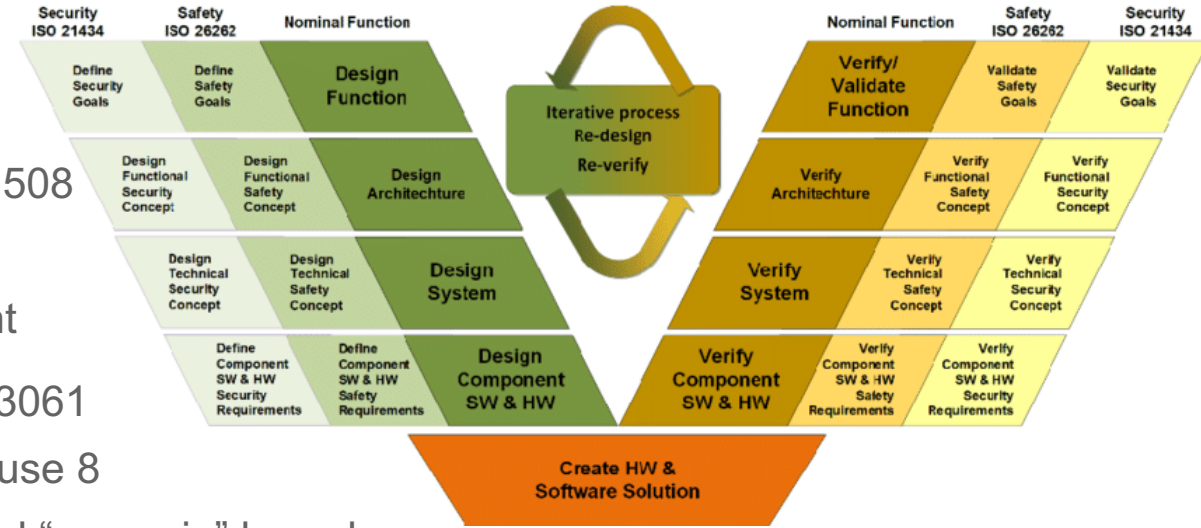 Security
ISO 21434
Safety
ISO 26262
Nominal Function
Nominal Function
Safety
ISO 26262
Security
ISO 21434
Define
Security
Goals
Define
Safety
Goals
Design
Function
Iterative process
Re-design
Re-verify
Verify/
Validate
Function
Validate
Safety
Goals
Validate
Security
Goals
508
Design
Functional
Security
Concept
Design
Functional
Safety
Concept
Design
Architechture
Verify
Architechture
Verify
Functional
Safety
Concept
Verify
Functional
Security
Concept
Design
Technical
Security
Concept
Design
Technical
Safety
Concept
Design
System
Verify
System
Verify
Technical
Safety
Concept
Verify
Technical
Security
Concept
nt
3061
use 8
Define
Component
SW & HW
Security
Requirements
Define
Component
SW & HW
Safety
Requirements
Design
Component
SW & HW
Verify
Component
SW & HW
Verify
Component
SW & HW
Safety
Requirements
Verify
Component
SW & HW
Security
Requirements
Create HW &
Software Solution